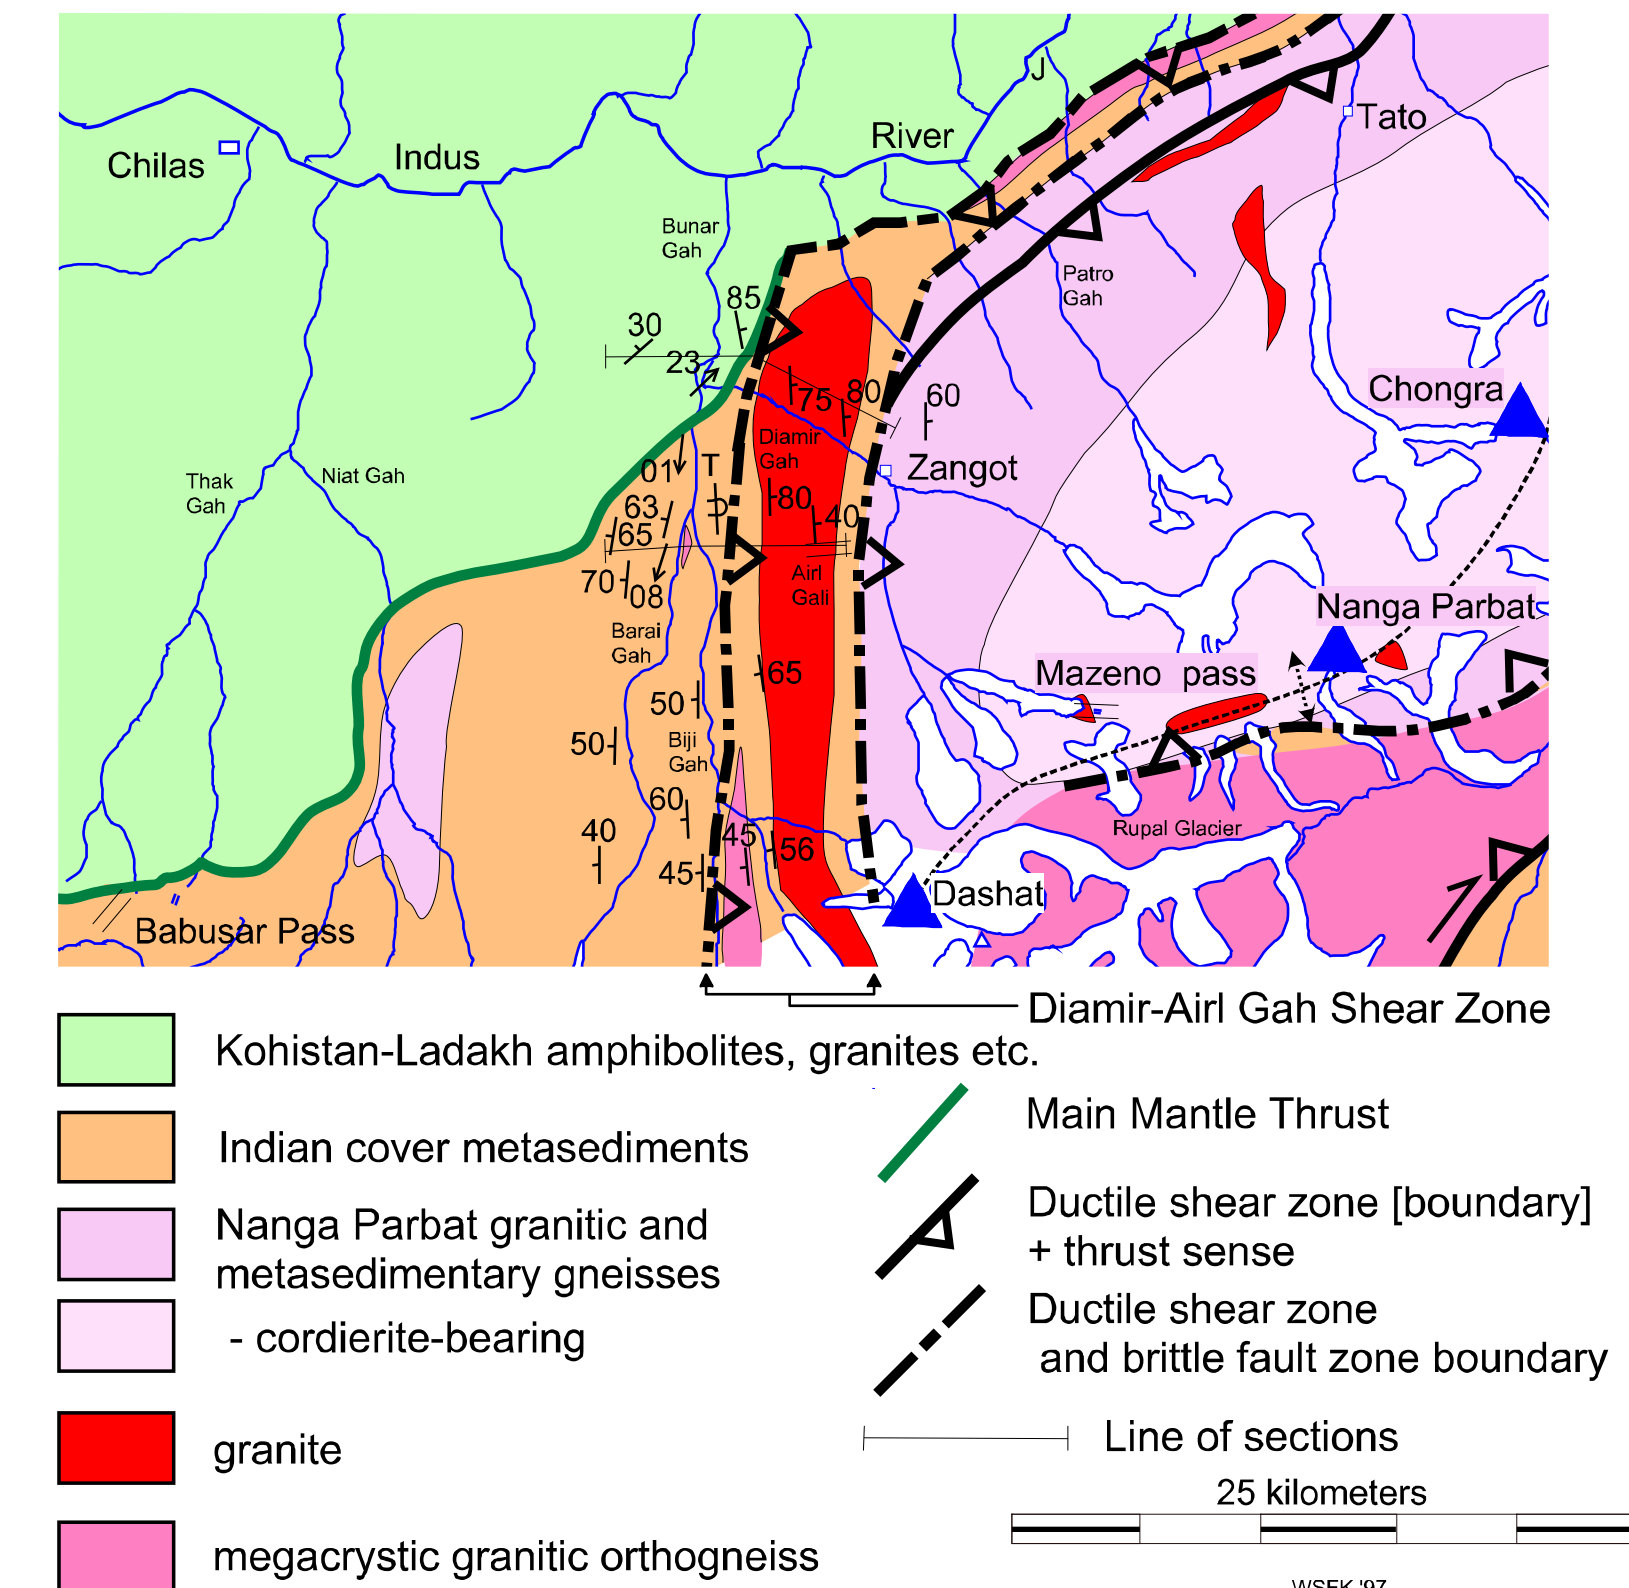 J
Tato
River
Chilas
Indus
Bunar
Gah
Patro
Gah
85
30
23
Chongra
75
80
60
Diamir
Gah
01
T
Zangot
Thak
Gah
Niat Gah
63
65
80
40
70
08
Airl
Gali
Nanga Parbat
Barai
Gah
65
Mazeno pass
50
50
Biji
Gah
60
40
45
56
45
Rupal Glacier
Dashat
Babusar Pass
Diamir-Airl Gah Shear Zone
Kohistan-Ladakh amphibolites, granites etc.
Indian cover metasediments
Nanga Parbat granitic and
metasedimentary gneisses
- cordierite-bearing
granite
megacrystic granitic orthogneiss
Main Mantle Thrust
Ductile shear zone [boundary]
+ thrust sense
Ductile shear zone
and brittle fault zone boundary
Line of sections
25 kilometers